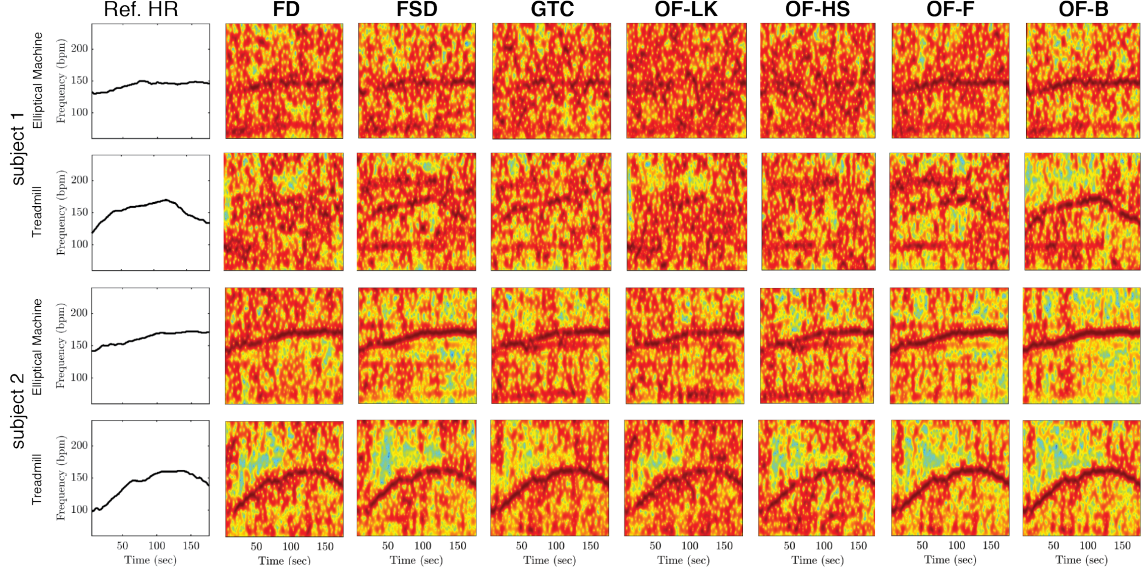 Ref. HR FD FSD GTC OF-LK OF-HS OF-F OF-B
subject 1
Elliptical Machine
Frequency (bpm)
200
150
100
Treadmill
Frequency (bpm)
200
150
100
subject 2
Elliptical Machine
Frequency (bpm)
200
150
100
Treadmill
Frequency (bpm)
200
150
100
50 100 150 50 100 150 50 100 150 50 100 150 50 100 150 50 100 150 50 100 150 50 100 150
Time (sec) Time (sec) Time (sec) Time (sec) Time (sec) Time (sec) Time (sec) Time (sec)